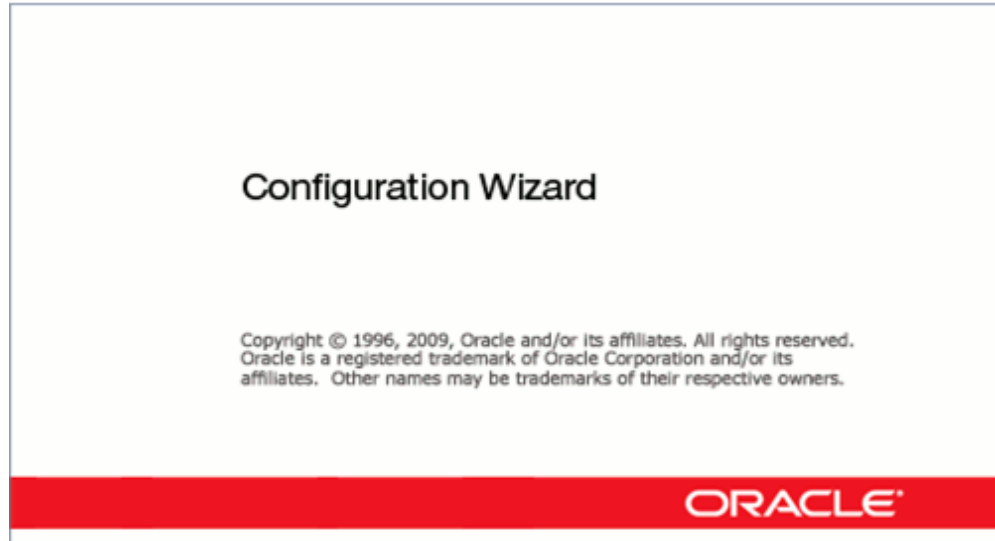 Configuration Wizard
Copyright © 1996, 2009, Oracle and/or its affiliates. All rights reserved.
Oracle is a registered trademark of Oracle Corporation and/or its
affiliates. Other names may be trademarks of their respective owners.
ORACLE